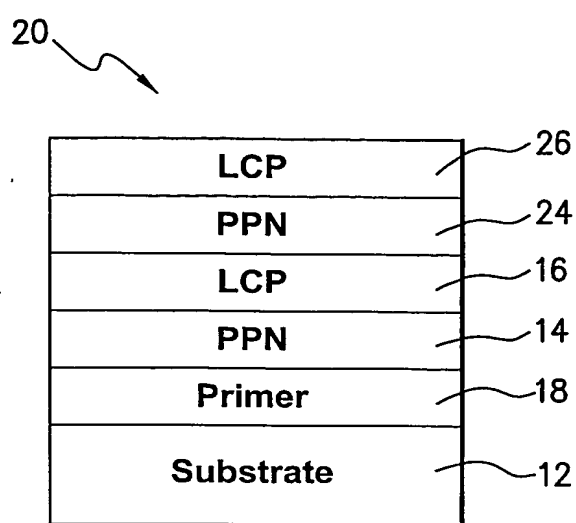 20
LCP 26
PPN 24
LCP 16
PPN 14
Primer 18
Substrate 12